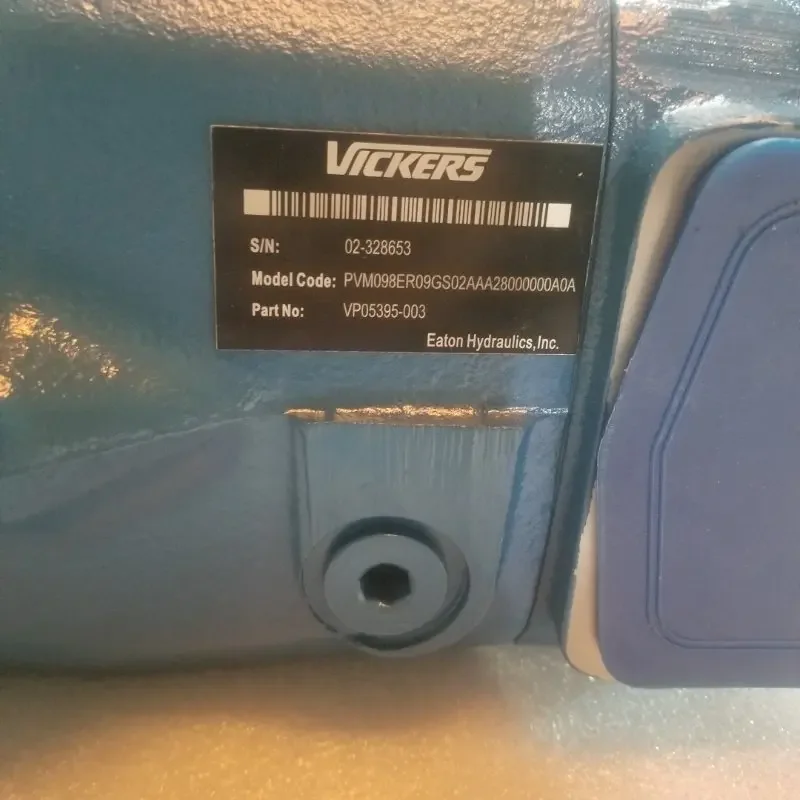 VICKERS
S/N: 02-328653
Model Code: PVM098ER09GS02AAA28000000A0A
Part No: VP05395-003
Eaton Hydraulics,Inc.